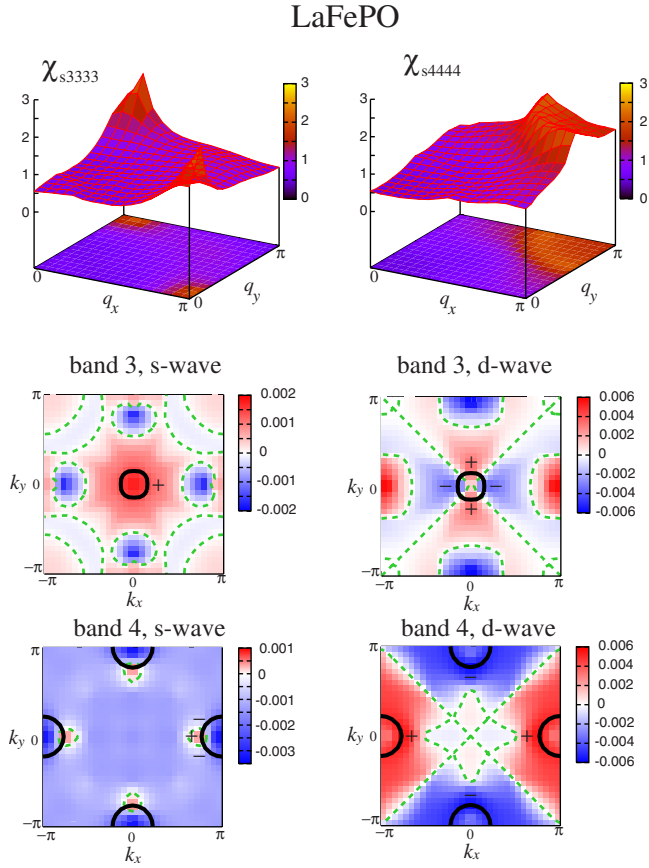 LaFePO
χs3333
χs4444
3
2
1
0
3
2
1
0
0
qx
π
0
qy
π
3
2
1
0
3
2
1
0
0
qx
π
0
qy
π
band 3, s-wave
band 3, d-wave
π
ky 0
−π
−π
0
π
kx
+
0.002
0.001
0
-0.001
-0.002
π
ky 0
−π
−π
0
π
kx
+
− −
+
0.006
0.004
0.002
0
-0.002
-0.004
-0.006
band 4, s-wave
band 4, d-wave
π
ky 0
−π
−π
0
π
kx
−
+
−
0.001
0
-0.001
-0.002
-0.003
π
ky 0
−π
−π
0
π
kx
−
+ +
−
0.006
0.004
0.002
0
-0.002
-0.004
-0.006